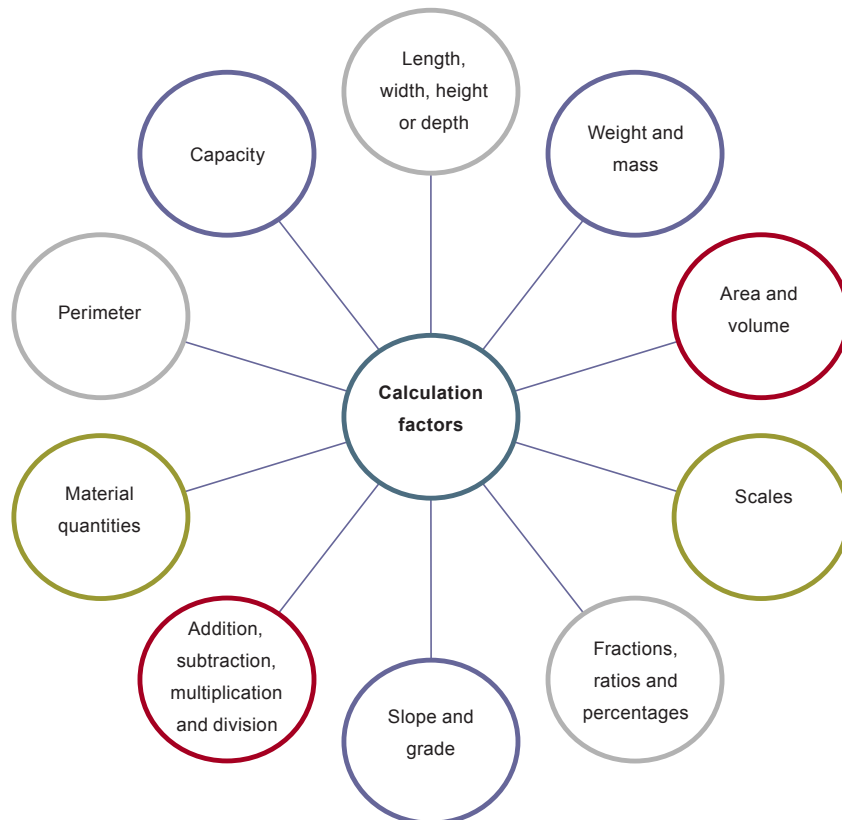 Length,
width, height
or depth
Weight and
mass
Area and
volume
Scales
Fractions,
ratios and
percentages
Slope and
grade
Addition,
subtraction,
multiplication
and division
Material
quantities
Perimeter
Capacity
Calculation
factors